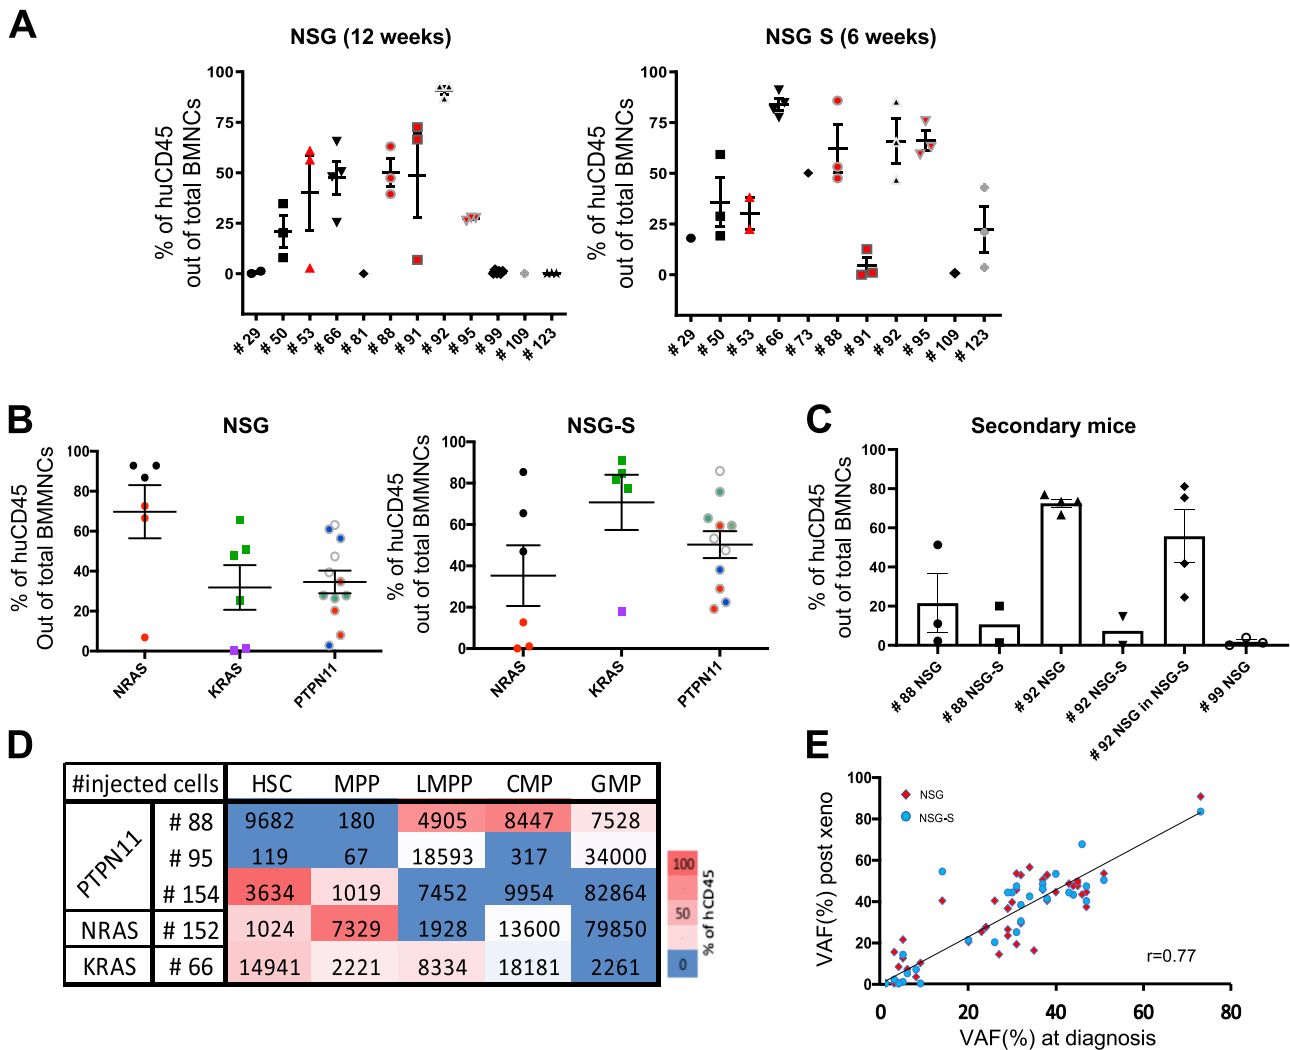 A
NSG (12 weeks)
% of huCD45
out of total BMNCs
100
75
50
25
0
# 29
# 50
# 53
# 66
# 81
# 88
# 91
# 92
# 95
# 99
# 109
# 123
NSG S (6 weeks)
% of huCD45
out of total BMNCs
100
75
50
25
0
# 29
# 50
# 53
# 66
# 73
# 88
# 91
# 92
# 95
# 109
# 123
B
NSG
% of huCD45
Out of total BMMNCs
100
80
60
40
20
0
NRAS
KRAS
PTPN11
NSG-S
% of huCD45
out of total BMMNCs
100
80
60
40
20
0
NRAS
KRAS
PTPN11
C
Secondary mice
% of huCD45
out of total BMMNCs
100
80
60
40
20
0
# 88 NSG
# 88 NSG-S
# 92 NSG
# 92 NSG-S
# 92 NSG in NSG-S
# 99 NSG
D
#injected cells HSC MPP LMPP CMP GMP
PTPN11
# 88 9682 180 4905 8447 7528
# 95 119 67 18593 317 34000
# 154 3634 1019 7452 9954 82864
NRAS # 152 1024 7329 1928 13600 79850
KRAS # 66 14941 2221 8334 18181 2261
100
50
0
% of hCD45
E
VAF(%) post xeno
100
80
60
40
20
0
NSG
NSG-S
r=0.77
0 20 40 60 80
VAF(%) at diagnosis